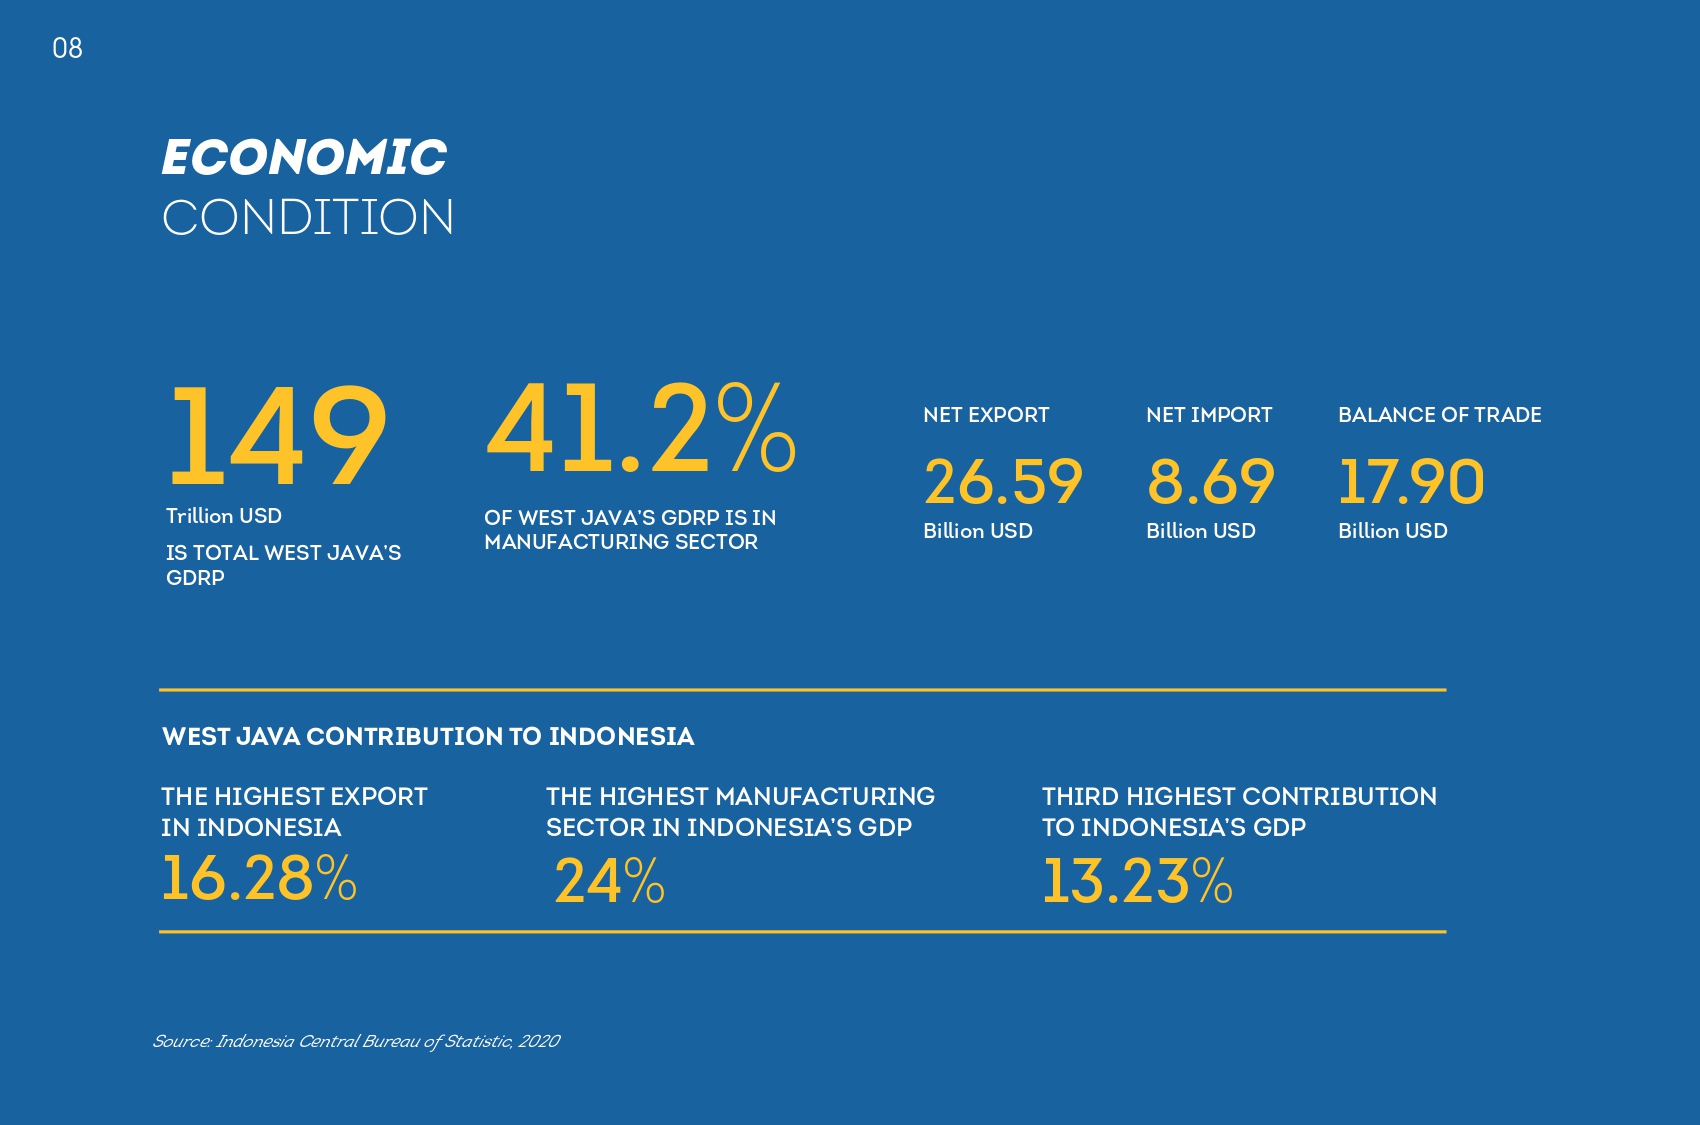 08
ECONOMIC
CONDITION
149
Trillion USD
IS TOTAL WEST JAVA'S
GDRP
41.2%
OF WEST JAVA'S GDRP IS IN
MANUFACTURING SECTOR
NET EXPORT
26.59
Billion USD
NET IMPORT
8.69
Billion USD
BALANCE OF TRADE
17.90
Billion USD
WEST JAVA CONTRIBUTION TO INDONESIA
THE HIGHEST EXPORT
IN INDONESIA
16.28%
THE HIGHEST MANUFACTURING
SECTOR IN INDONESIA'S GDP
24%
THIRD HIGHEST CONTRIBUTION
TO INDONESIA'S GDP
13.23%
Source: Indonesia Central Bureau of Statistic, 2020